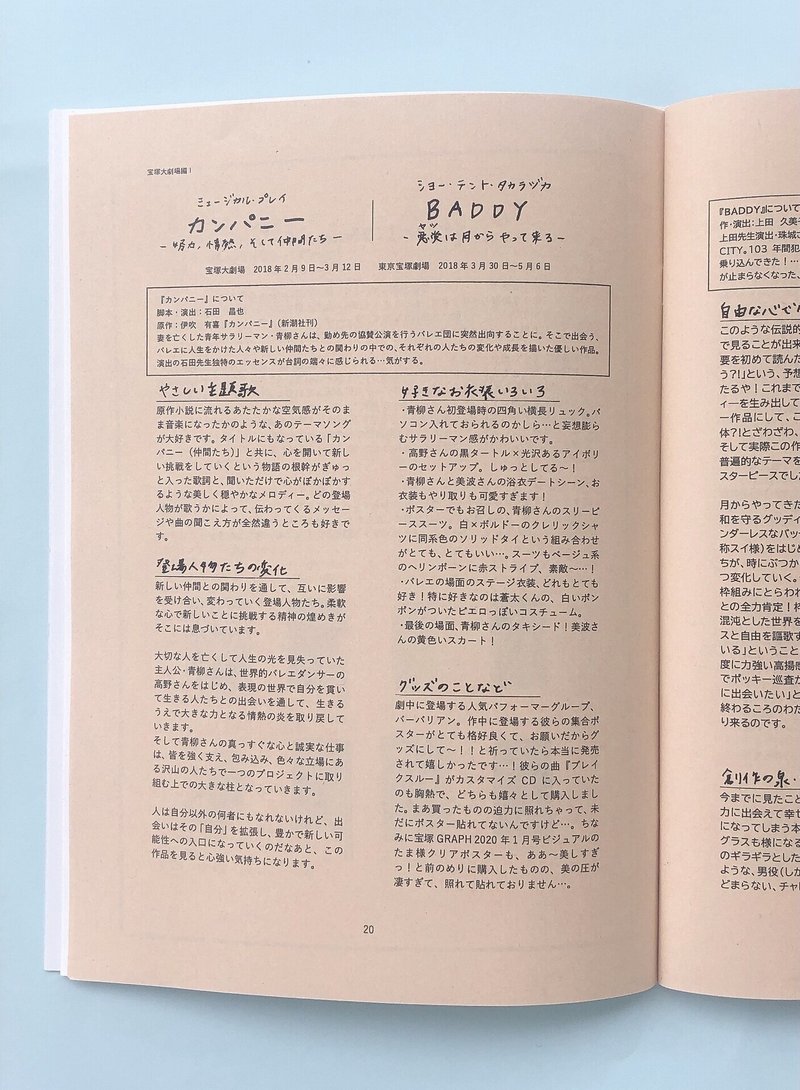 宝塚大劇場編1
ミュージカル・プレイ
カンパニー
-努力、情熱、そして仲間たち-
ショー・テント・タカラヅカ
BADDY
ヤツ
-悪党は月からやって来る-
宝塚大劇場 2018年2月9日〜3月12日 東京宝塚劇場 2018年3月30日〜5月6日
『カンパニー』について
脚本・演出:石田 昌也
原作:伊吹 有喜『カンパニー』(新潮社刊)
妻を亡くした青年サラリーマン・青柳さんは、勤め先の協賛公演を行うバレエ団に突然出向することに。そこで出会う、
バレエに人生をかけた人々や新しい仲間たちとの関わりの中での、それぞれの人たちの変化や成長を描いた優しい作品。
演出の石田先生独特のエッセンスが台詞の端々に感じられる…気がする。
やさしい主題歌
原作小説に流れるあたたかな空気感がそのま
ま音楽になったかのような、あのテーマソング
が大好きです。タイトルにもなっている「カン
パニー(仲間たち)」と共に、心を開いて新し
い挑戦をしていくという物語の根幹がぎゅっ
と入った歌詞と、聞いただけで心がぽかぽかす
るような美しく穏やかなメロディー。どの登場
人物が歌うかによって、伝わってくるメッセー
ジや曲の聞こえ方が全然違うところも好きで
す。
登場人物たちの変化
新しい仲間との関わりを通して、互いに影響
を受け合い、変わっていく登場人物たち。柔軟
な心で新しいことに挑戦する精神の煌めきが
そこには息づいています。
大切な人を亡くして人生の光を見失っていた
主人公・青柳さんは、世界的バレエダンサーの
高野さんをはじめ、表現の世界で自分を貫い
て生きる人たちとの出会いを通して、生きる
うえで大きな力となる情熱の炎を取り戻して
いきます。
そして青柳さんの真っすぐな心と誠実な仕事
は、皆を強く支え、包み込み、色々な立場にあ
る沢山の人たちで一つのプロジェクトに取り
組む上での大きな柱となっていきます。
人は自分以外の何者にもなれないけれど、出
会いはその「自分」を拡張し、豊かで新しい可
能性への入口になっていくのだなあと、この
作品を見ると心強い気持ちになります。
好きなお衣装いろいろ
・青柳さん初登場時の四角い横長リュック。パ
ソコン入れておられるのかしら…と妄想膨ら
むサラリーマン感がかわいいです。
・高野さんの黒タートル×光沢あるアイボリ
ーのセットアップ。しゅっとしてる〜!
・青柳さんと美波さんの浴衣デートシーン、お
衣装もやり取りも可愛すぎます!
・ポスターでもお召しの、青柳さんのスリーピ
ーススーツ。白×ボルドーのクレリックシャ
ツに同系色のソリッドタイという組み合わせ
がとても、とてもいい…。スーツもベージュ系
のヘリンボーンに赤ストライプ、素敵〜…!
・バレエの場面のステージ衣装、どれもとても
好き!特に好きなのは蒼太くんの、白いポン
ポンがついたピエロっぽいコスチューム。
・最後の場面、青柳さんのタキシード!美波さ
んの黄色いスカート!
グッズのことなど
劇中に登場する人気パフォーマーグループ、
バーバリアン。作中に登場する彼らの集合ポ
スターがとても格好良くて、お願いだからグ
ッズにして〜!!と祈っていたら本当に発売
されて嬉しかったです…!彼らの曲『ブレイ
クスルー』がカスタマイズCDに入っていた
のも胸熱で、どちらも嬉々として購入しまし
た。まあ買ったものの迫力に照れちゃって、未
だにポスター貼れてないんですけど…。ちな
みに宝塚GRAPH2020年1月号ビジュアルの
たま様クリアポスターも、ああ〜美しすぎ
っ!と前のめりに購入したものの、美の圧が
凄すぎて、照れて貼れておりません…。
20
『BADDY』について
作・演出:上田 久美
上田先生演出・珠城さ
CITY。103年間犯
乗り込んできた!…
が止まらなくなった、
自由な心で
このような伝説的
で見ることが出来
要を初めて読んだ
う?!」という、予想
たるや!これまで
ィーを生み出して
ー作品にして、こ
体?!とざわざわ、
そして実際この作
普遍的なテーマを
スターピースでし
月からやってきた
和を守るグッディ
ンダーレスなバッ
称スイ様)をはじめ
ちが、時にぶつか
つ変化していく。
枠組みにとらわれ
との全力肯定!枠
混沌とした世界を
スと自由を謳歌す
いる」ということ
度に力強い高揚感
でポッキー巡査か
に出会いたい」と
終わるころのわた
り来るのです。
創作の泉・
今までに見たこと
力に出会えて幸せ
になってしまう本
グラスも様になる
のギラギラとした
ような、男役(しか
どまらない、チャ